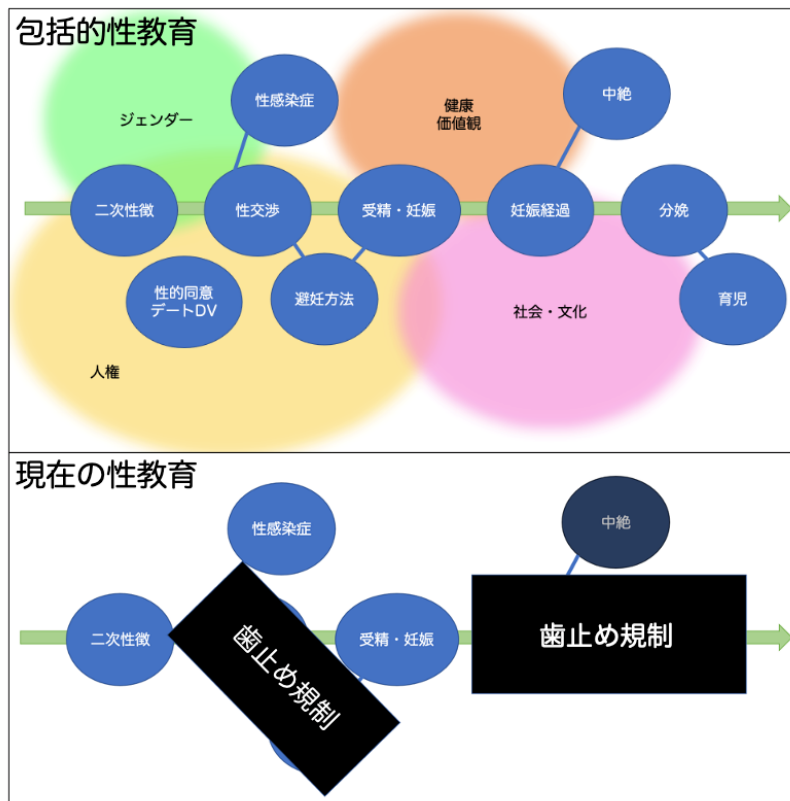 包括的性教育
ジェンダー
性感染症
健康
価値観
中絶
二次性徴
性交渉
受精・妊娠
妊娠経過
分娩
性的同意
デートDV
避妊方法
社会・文化
育児
人権
現在の性教育
性感染症
中絶
二次性徴
歯止め規制
受精・妊娠
歯止め規制